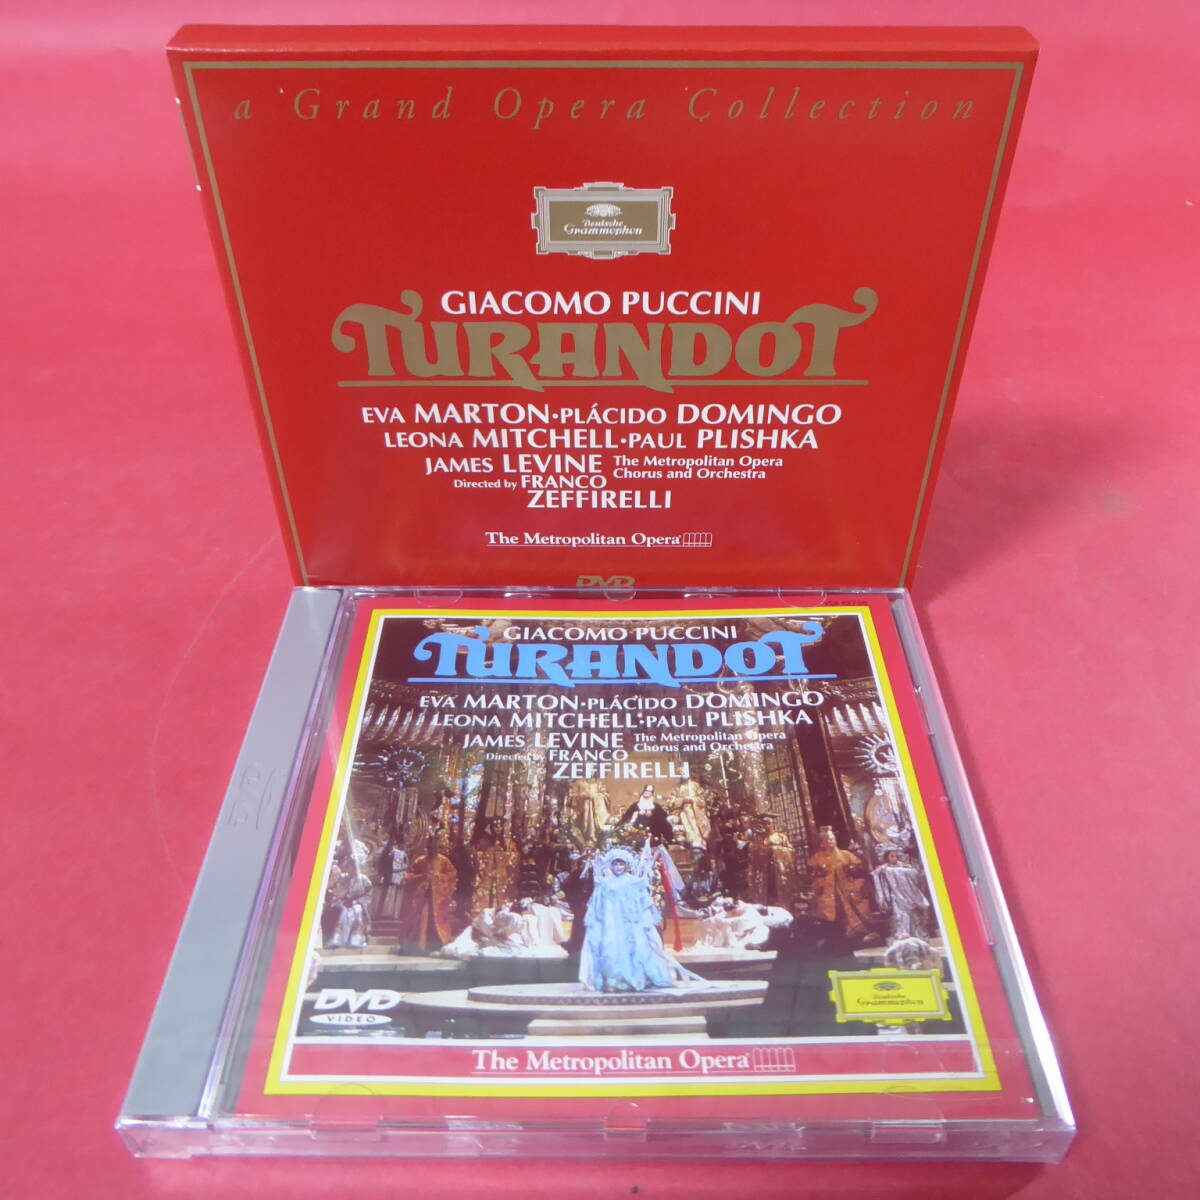 a Grand Opera Collection
Deutsche
Grammophon
GIACOMO PUCCINI
TURANDOT
EVA MARTON·PLÁCIDO DOMINGO
LEONA MITCHELL·PAUL PLISHKA
JAMES LEVINE The Metropolitan Opera
Chorus and Orchestra
Directed by FRANCO
ZEFFIRELLI
The Metropolitan Opera
DVD
GIACOMO PUCCINI
TURANDOT
EVA MARTON·PLÁCIDO DOMINGO
LEONA MITCHELL·PAUL PLISHKA
JAMES LEVINE The Metropolitan Opera
Chorus and Orchestra
Directed by FRANCO
ZEFFIRELLI
DVD
DVD
VIDEO
Deutsche
Grammophon
The Metropolitan Opera